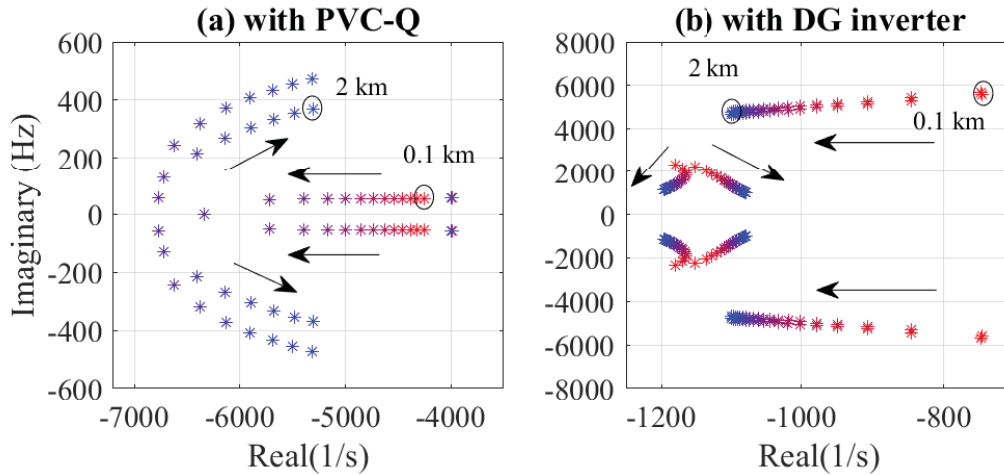 (a) with PVC-Q
600
400
200
0
-200
-400
-600
-7000 -6000 -5000 -4000
Real(1/s)
Imaginary (Hz)
2 km
0.1 km
(b) with DG inverter
8000
6000
4000
2000
0
-2000
-4000
-6000
-8000
-1200 -1000 -800
Real(1/s)
2 km
0.1 km